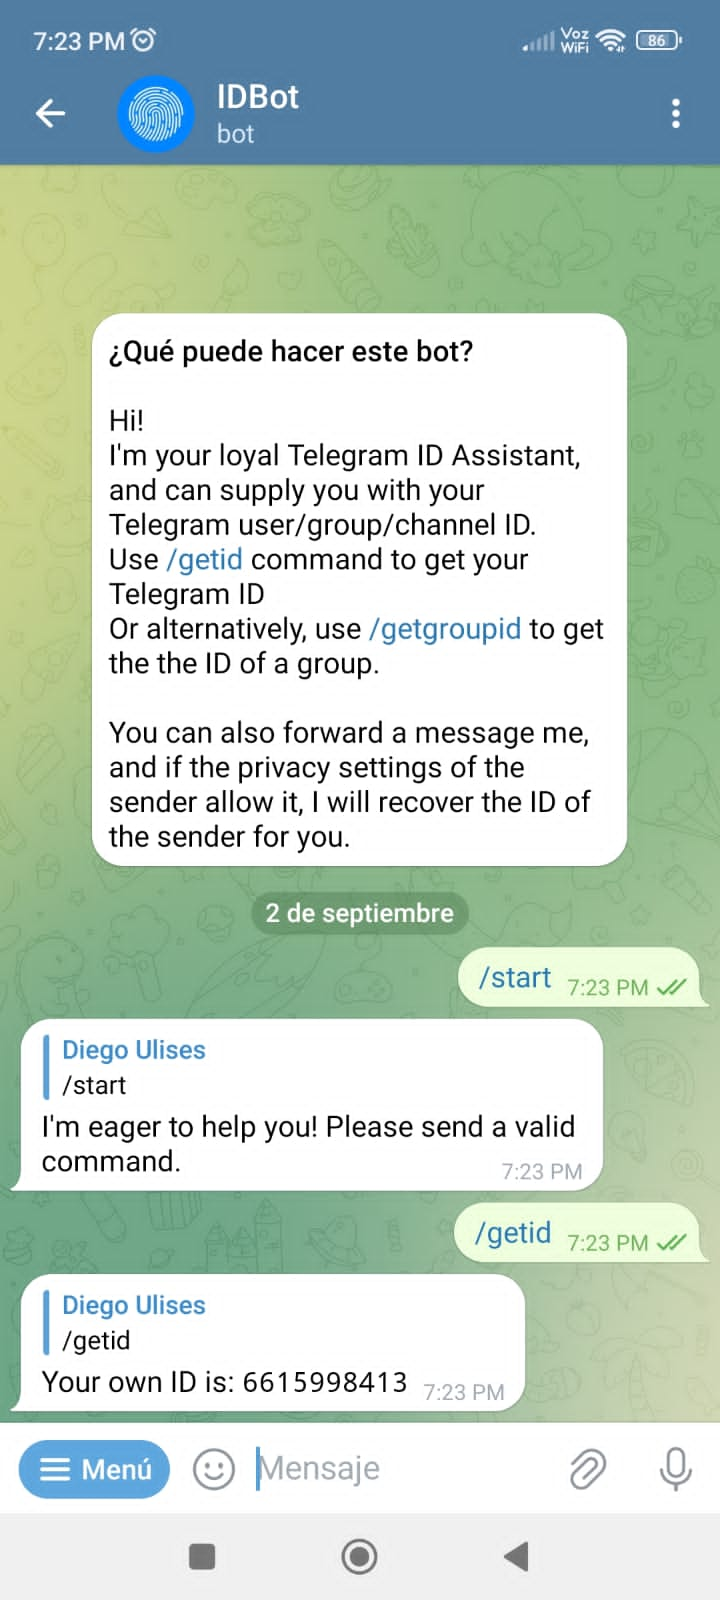 7:23 PM
Voz
WiFi
86
IDBot
bot
¿Qué puede hacer este bot?
Hi!
I'm your loyal Telegram ID Assistant,
and can supply you with your
Telegram user/group/channel ID.
Use /getid command to get your
Telegram ID
Or alternatively, use /getgroupid to get
the the ID of a group.
You can also forward a message me,
and if the privacy settings of the
sender allow it, I will recover the ID of
the sender for you.
2 de septiembre
/start 7:23 PM
Diego Ulises
/start
I'm eager to help you! Please send a valid
command.
7:23 PM
/getid 7:23 PM
Diego Ulises
/getid
Your own ID is: 6615998413 7:23 PM
Menú
Mensaje